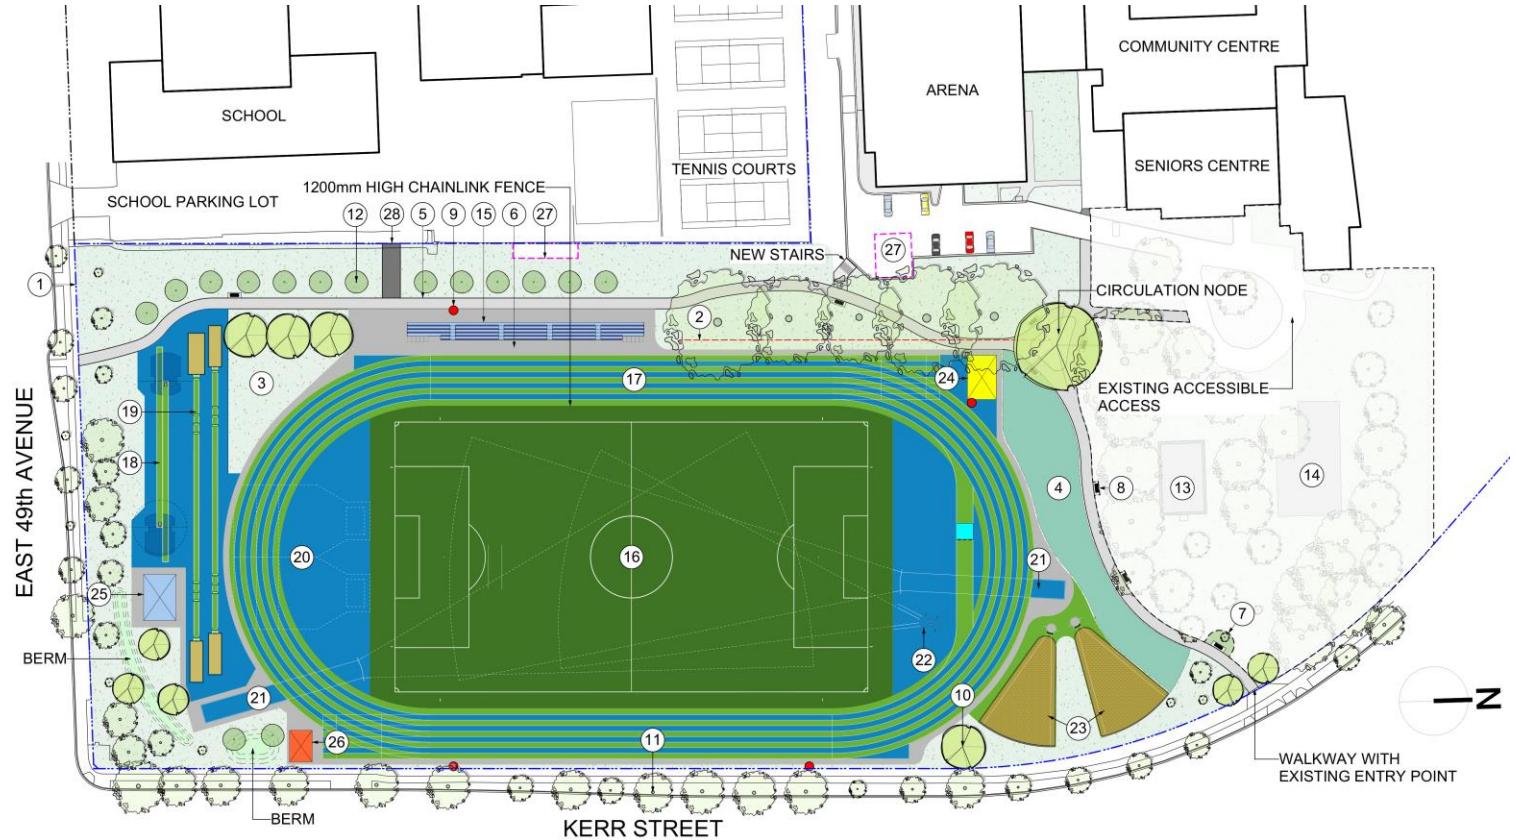 COMMUNITY CENTRE
ARENA
SCHOOL
SENIORS CENTRE
TENNIS COURTS
1200mm HIGH CHAINLINK FENCE
SCHOOL PARKING LOT
12
28
5
9
15
6
27
27
NEW STAIRS
1
CIRCULATION NODE
2
EXISTING ACCESSIBLE
ACCESS
3
17
24
19
18
4
8
13
14
EAST 49th AVENUE
20
16
21
25
7
22
BERM
21
10
23
26
11
N
WALKWAY WITH
EXISTING ENTRY POINT
BERM
KERR STREET